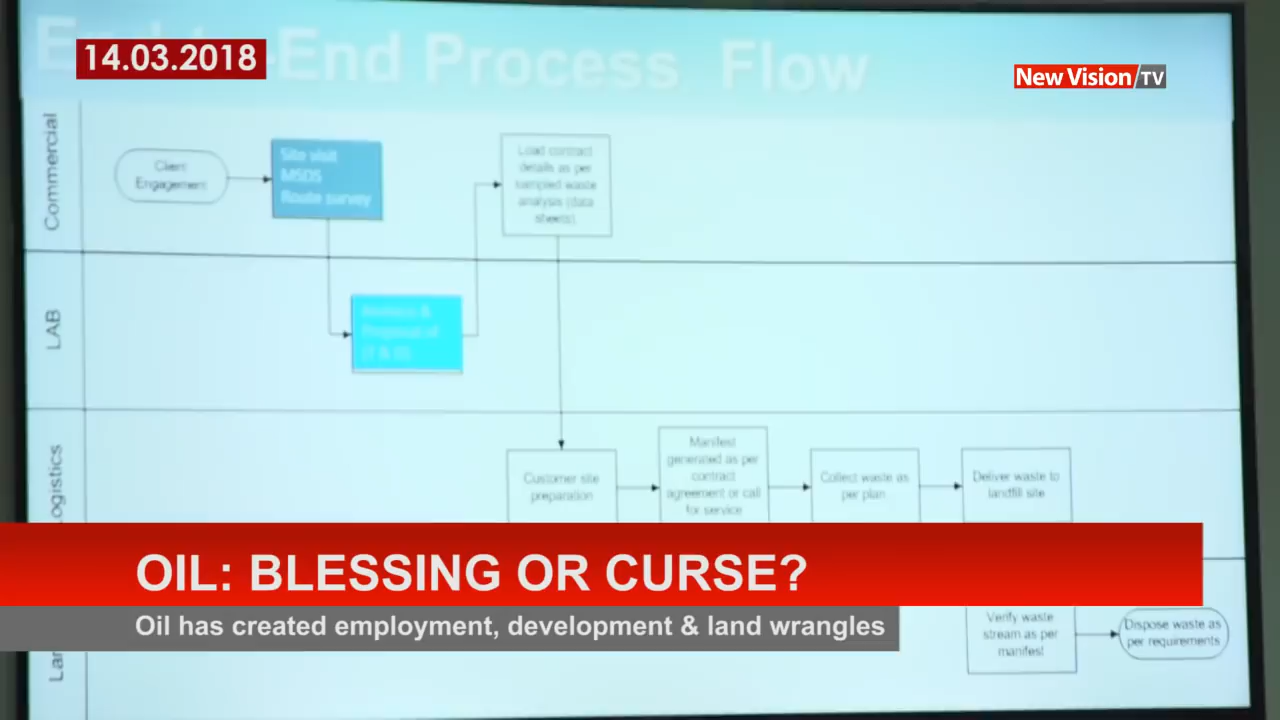 14.03.2018
New Vision TV
End Process Flow
Commercial
Client
Engagement
Site visit
MSDS
Route survey
Load contract
details as per
sampled waste
analysis (data
sheets)
LAB
Proposal of
Logistics
Customer site
preparation
Manifest
generated as per
contract
agreement or call
for service
Collect waste as
per plan
Deliver waste to
landfill site
OIL: BLESSING OR CURSE?
Oil has created employment, development & land wrangles
Verify waste
stream as per
manifest
Dispose waste as
per requirements